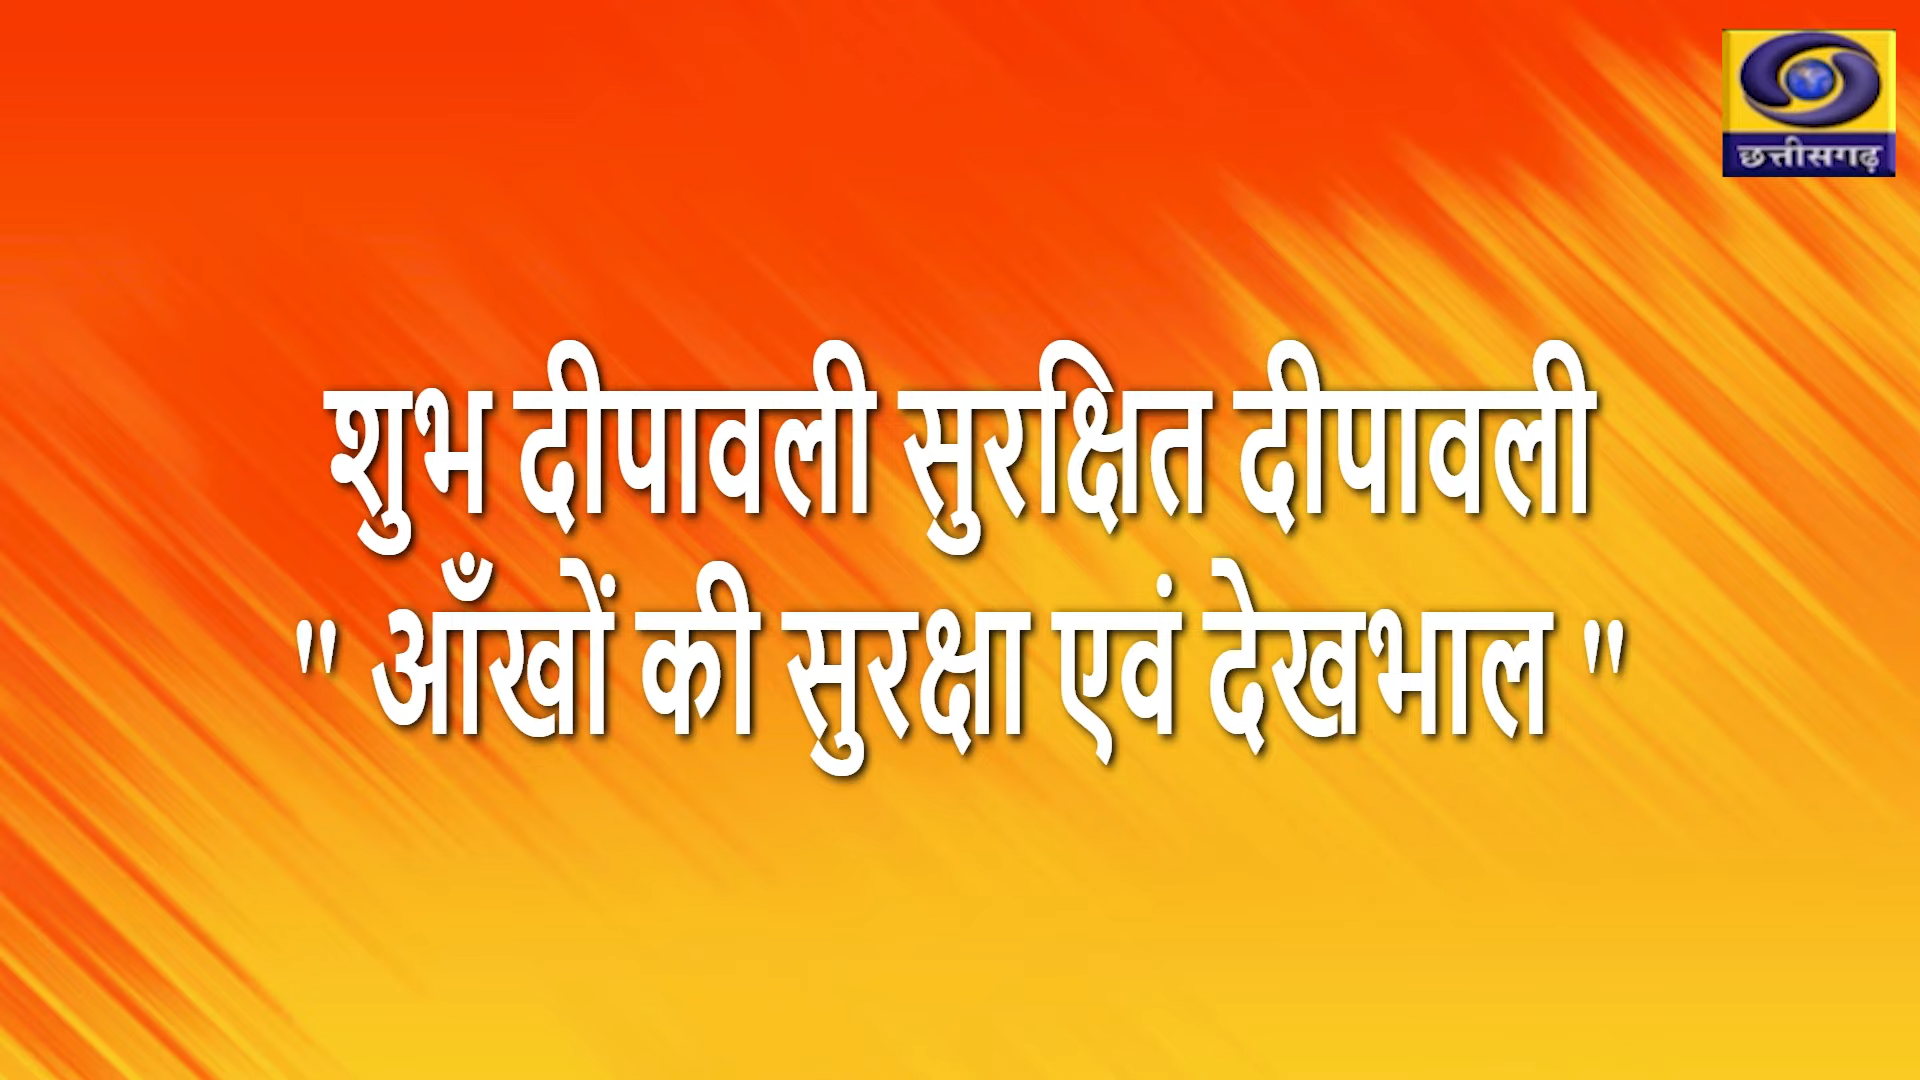 छत्तीसगढ़
शुभ दीपावली सुरक्षित दीपावली
" आँखों की सुरक्षा एवं देखभाल "